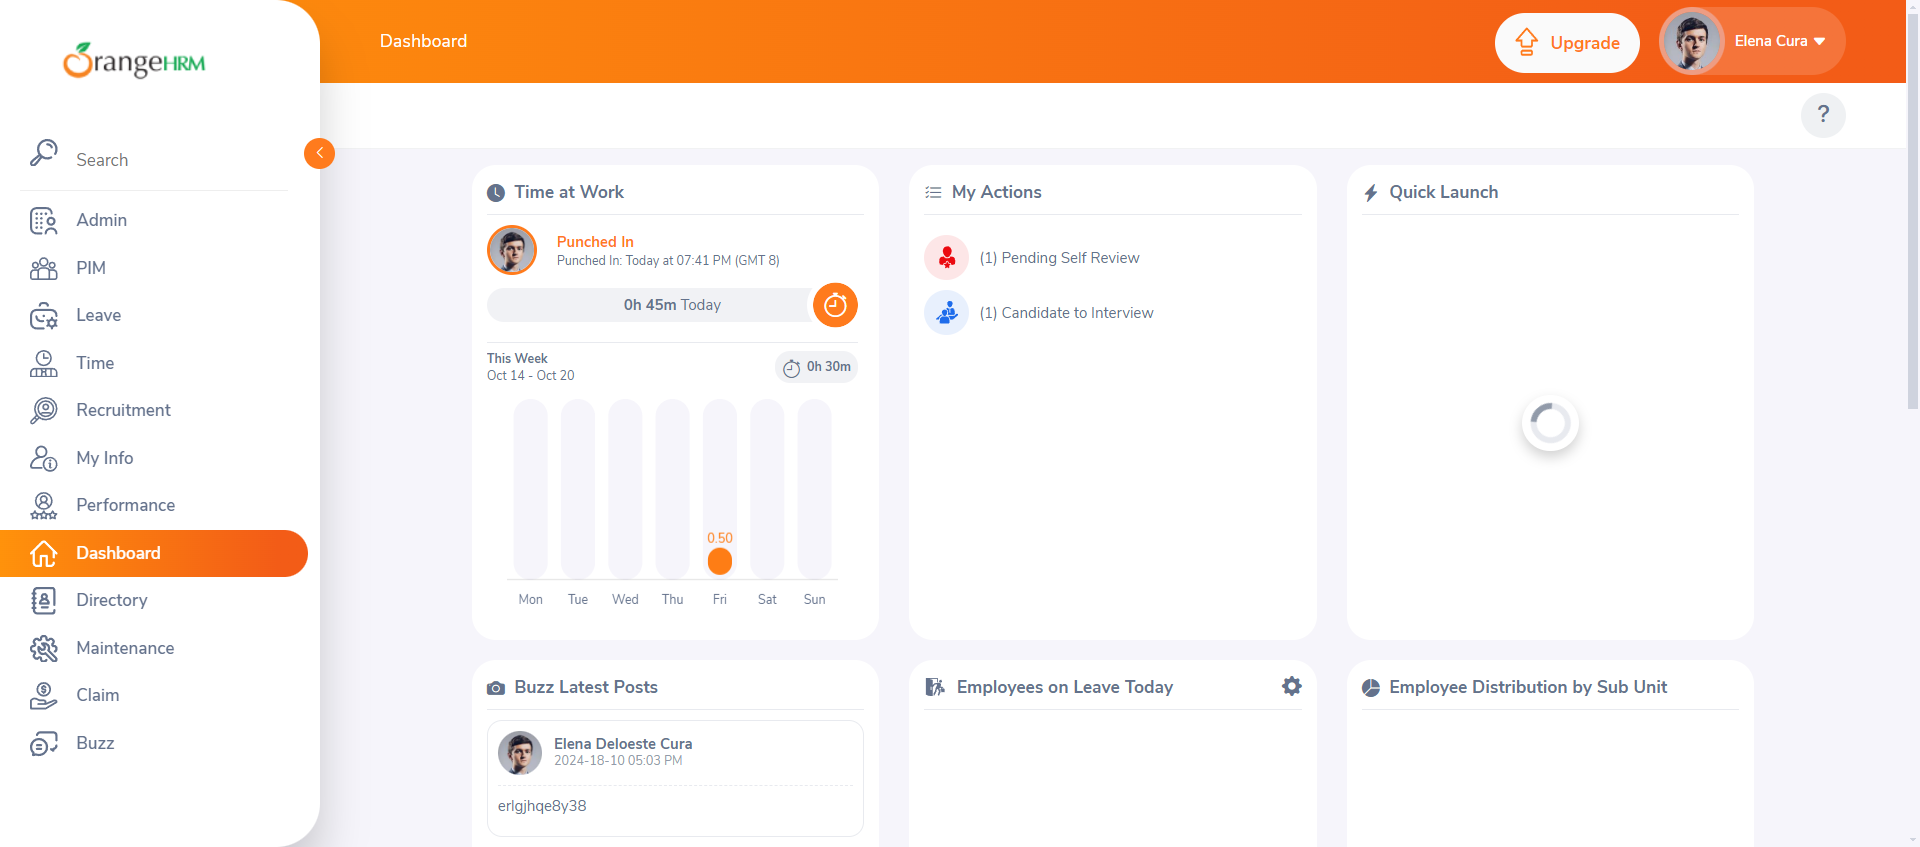 OrangeHRM
Search
Admin
PIM
Leave
Time
Recruitment
My Info
Performance
Dashboard
Directory
Maintenance
Claim
Buzz
Dashboard
Upgrade
Elena Cura
?
Time at Work
Punched In
Punched In: Today at 07:41 PM (GMT 8)
0h 45m Today
This Week
Oct 14 - Oct 20
0h 30m
0.50
Mon Tue Wed Thu Fri Sat Sun
My Actions
(1) Pending Self Review
(1) Candidate to Interview
Quick Launch
Buzz Latest Posts
Elena Deloeste Cura
2024-18-10 05:03 PM
erlgjhqe8y38
Employees on Leave Today
Employee Distribution by Sub Unit